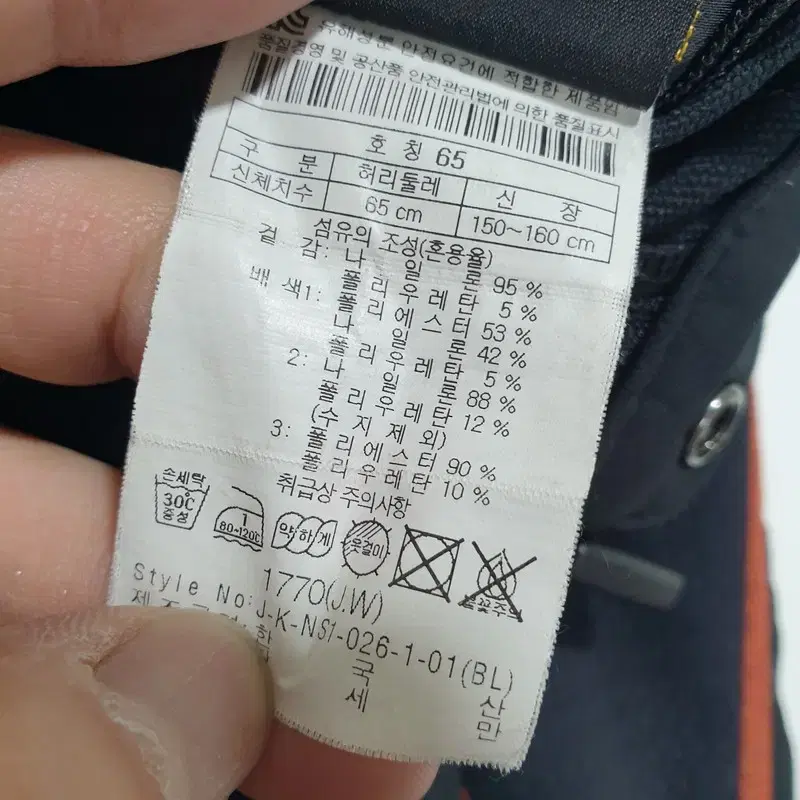 유해성분 안전요건에 적합한 제품임
품질경영 및 공산품 안전관리법에 의한 품질표시
호칭 65
구 분 허리둘레 신 장
신체치수 65 cm 150~160 cm
섬유의 조성(혼용율)
겉 감: 나 일 론 95 %
폴 리 우 레 탄 5 %
배 색1: 폴 리 에 스 터 53 %
나 일 론 42 %
폴 리 우 레 탄 5 %
2: 나 일 론 88 %
폴 리 우 레 탄 12 %
(수 지 제 외)
3: 폴 리 에 스 터 90 %
폴 리 우 레 탄 10 %
취급상 주의사항
손세탁 30℃ 중성
1 80~120℃
약하게
옷걸이
불꽃주의
1770(J.W)
Style No: J-K-NS1-026-1-01(BL)
한 국 산
세 만